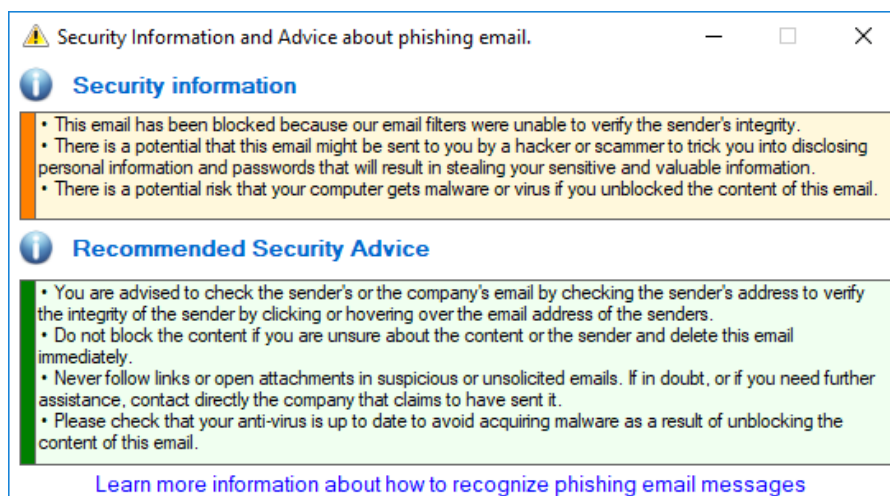 Security Information and Advice about phishing email.
Security information
• This email has been blocked because our email filters were unable to verify the sender's integrity.
• There is a potential that this email might be sent to you by a hacker or scammer to trick you into disclosing
personal information and passwords that will result in stealing your sensitive and valuable information.
• There is a potential risk that your computer gets malware or virus if you unblocked the content of this email.
Recommended Security Advice
• You are advised to check the sender's or the company's email by checking the sender's address to verify
the integrity of the sender by clicking or hovering over the email address of the senders.
• Do not block the content if you are unsure about the content or the sender and delete this email
immediately.
• Never follow links or open attachments in suspicious or unsolicited emails. If in doubt, or if you need further
assistance, contact directly the company that claims to have sent it.
• Please check that your anti-virus is up to date to avoid acquiring malware as a result of unblocking the
content of this email.
Learn more information about how to recognize phishing email messages